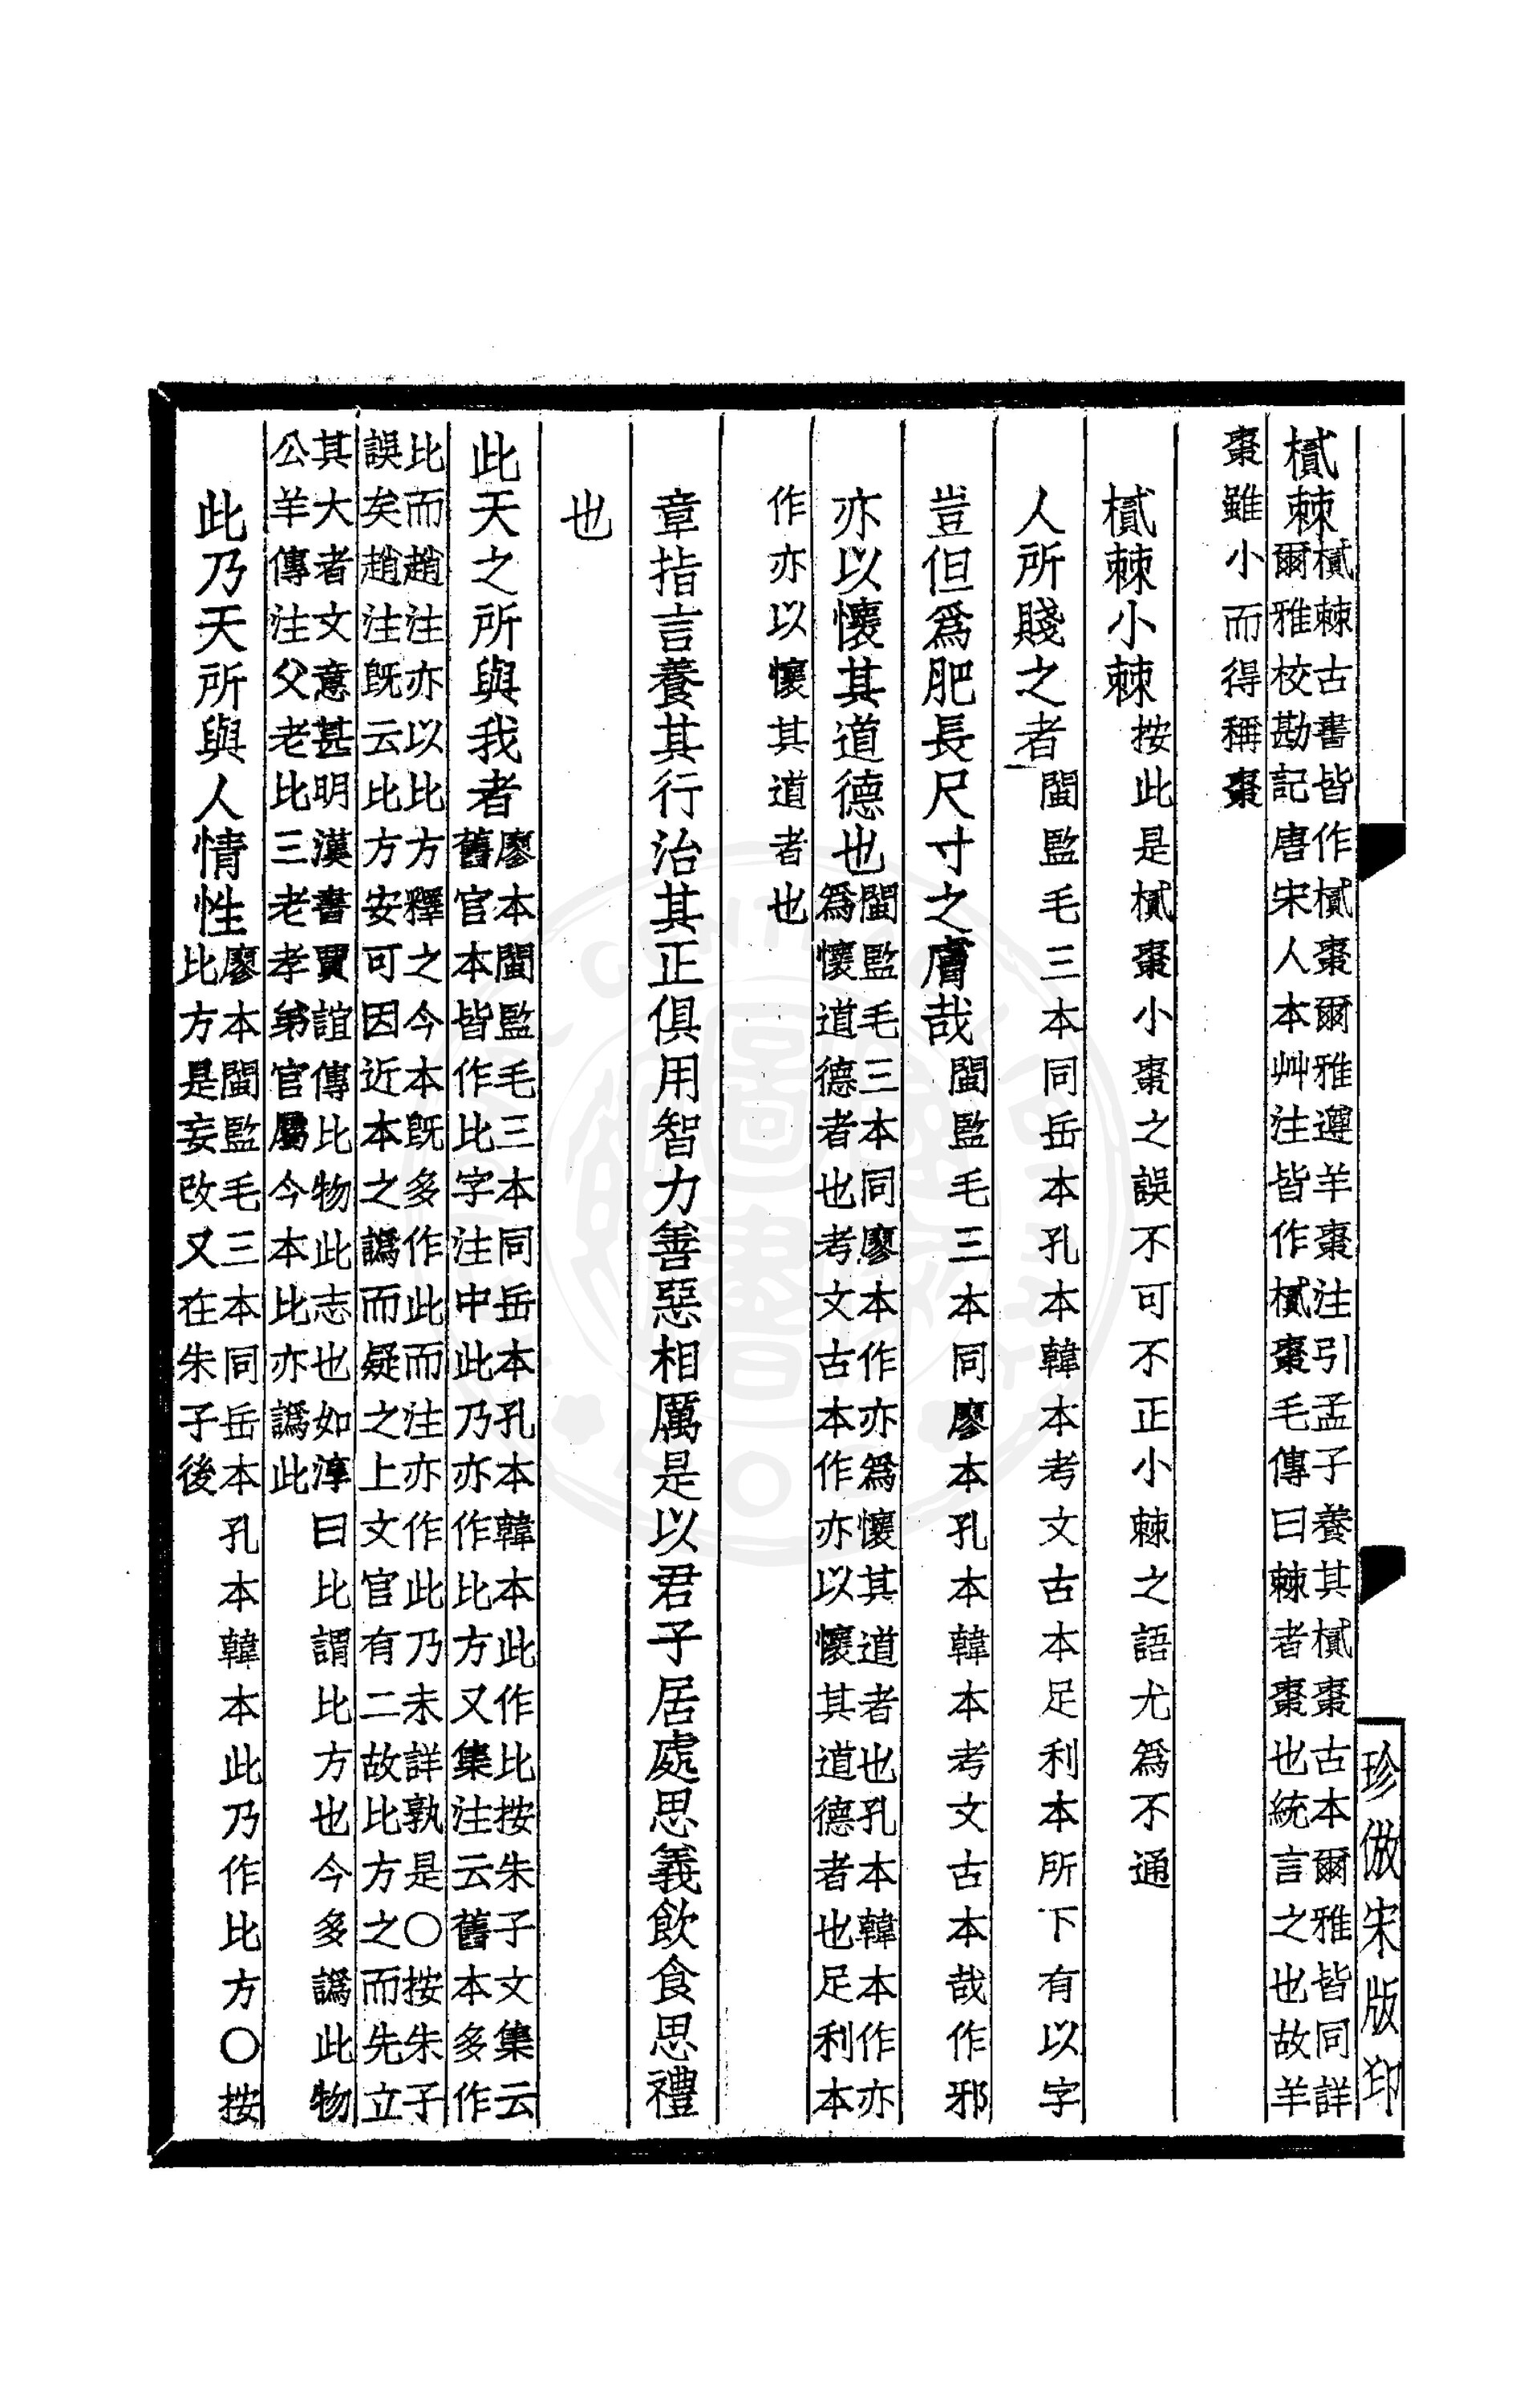 珍倣宋版印
樲棘樲棘古書皆作樲棗爾雅遵羊棗注引孟子養其樲棗古本爾雅皆同詳
爾雅校勘記唐宋人本艸注皆作樲棗毛傳曰棘者棗也統言之也故羊
棗雖小而得稱棗
樲棘小棘按此是樲棗小棗之誤不可不正小棘之語尤爲不通
人所賤之者閩監毛三本同岳本孔本韓本考文古本足利本所下有以字
豈但爲肥長尺寸之膚哉閩監毛三本同廖本孔本韓本考文古本哉作邪
亦以懷其道德也閩監毛三本同廖本作亦爲懷其道者也孔本韓本作亦
爲懷道德者也考文古本作亦以懷其道德者也足利本
作亦以懷其道者也
章指言養其行治其正俱用智力善惡相厲是以君子居處思義飲食思禮
也
此天之所與我者廖本閩監毛三本同岳本孔本韓本此作比按朱子文集云
舊官本皆作比字注中此乃亦作比方又集注云舊本多作
比而趙注亦以比方釋之今本旣多作此而注亦作此乃未詳孰是〇按朱子
誤矣趙注旣云比方安可因近本之譌而疑之上文官有二故比方之而先立
其大者文意甚明漢書賈誼傳比物此志也如淳曰比謂比方也今多譌此物
公羊傳注父老比三老孝弟官屬今本比亦譌此
此乃天所與人情性廖本閩監毛三本同岳本孔本韓本此乃作比方〇按
比方是妄改又在朱子後